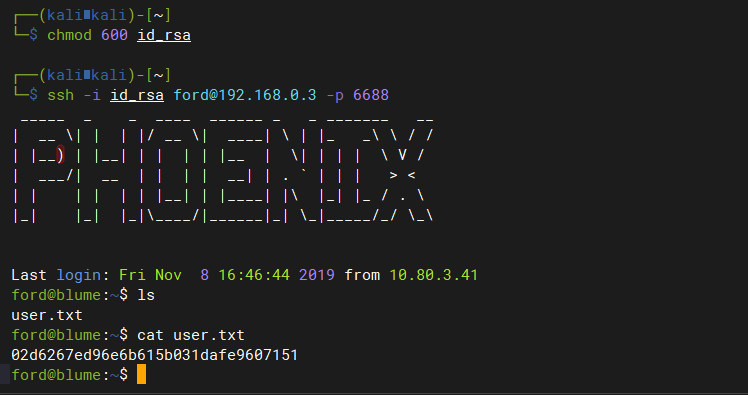 ┌──(kali㉿kali)-[~]
└─$ chmod 600 id_rsa
┌──(kali㉿kali)-[~]
└─$ ssh -i id_rsa ford@192.168.0.3 -p 6688
PHOENIX
Last login: Fri Nov  8 16:46:44 2019 from 10.80.3.41
ford@blume:~$ ls
user.txt
ford@blume:~$ cat user.txt
02d6267ed96e6b615b031dafe9607151
ford@blume:~$